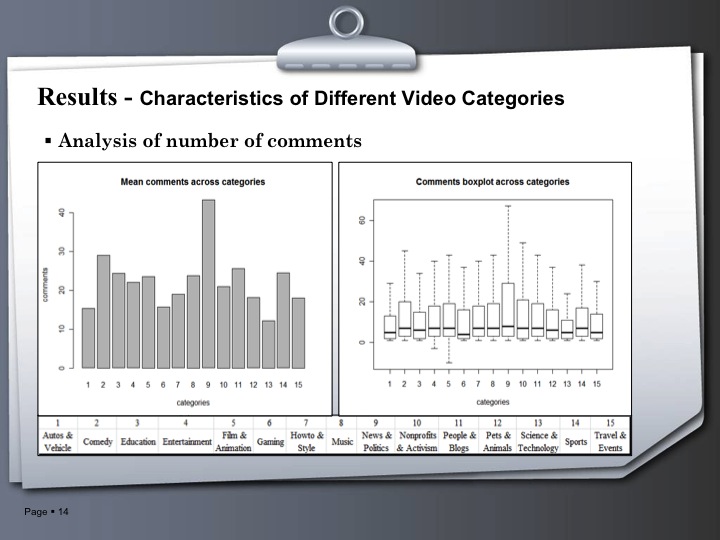 Results - Characteristics of Different Video Categories
▪ Analysis of number of comments
Mean comments across categories
comments
40
30
20
10
0
1 2 3 4 5 6 7 8 9 10 11 12 13 14 15
categories
Comments boxplot across categories
60
40
20
0
1 2 3 4 5 6 7 8 9 10 11 12 13 14 15
categories
1 2 3 4 5 6 7 8 9 10 11 12 13 14 15
Autos & Vehicle Comedy Education Entertainment Film & Animation Gaming Howto & Style Music News & Politics Nonprofits & Activism People & Blogs Pets & Animals Science & Technology Sports Travel & Events
Page ▪ 14